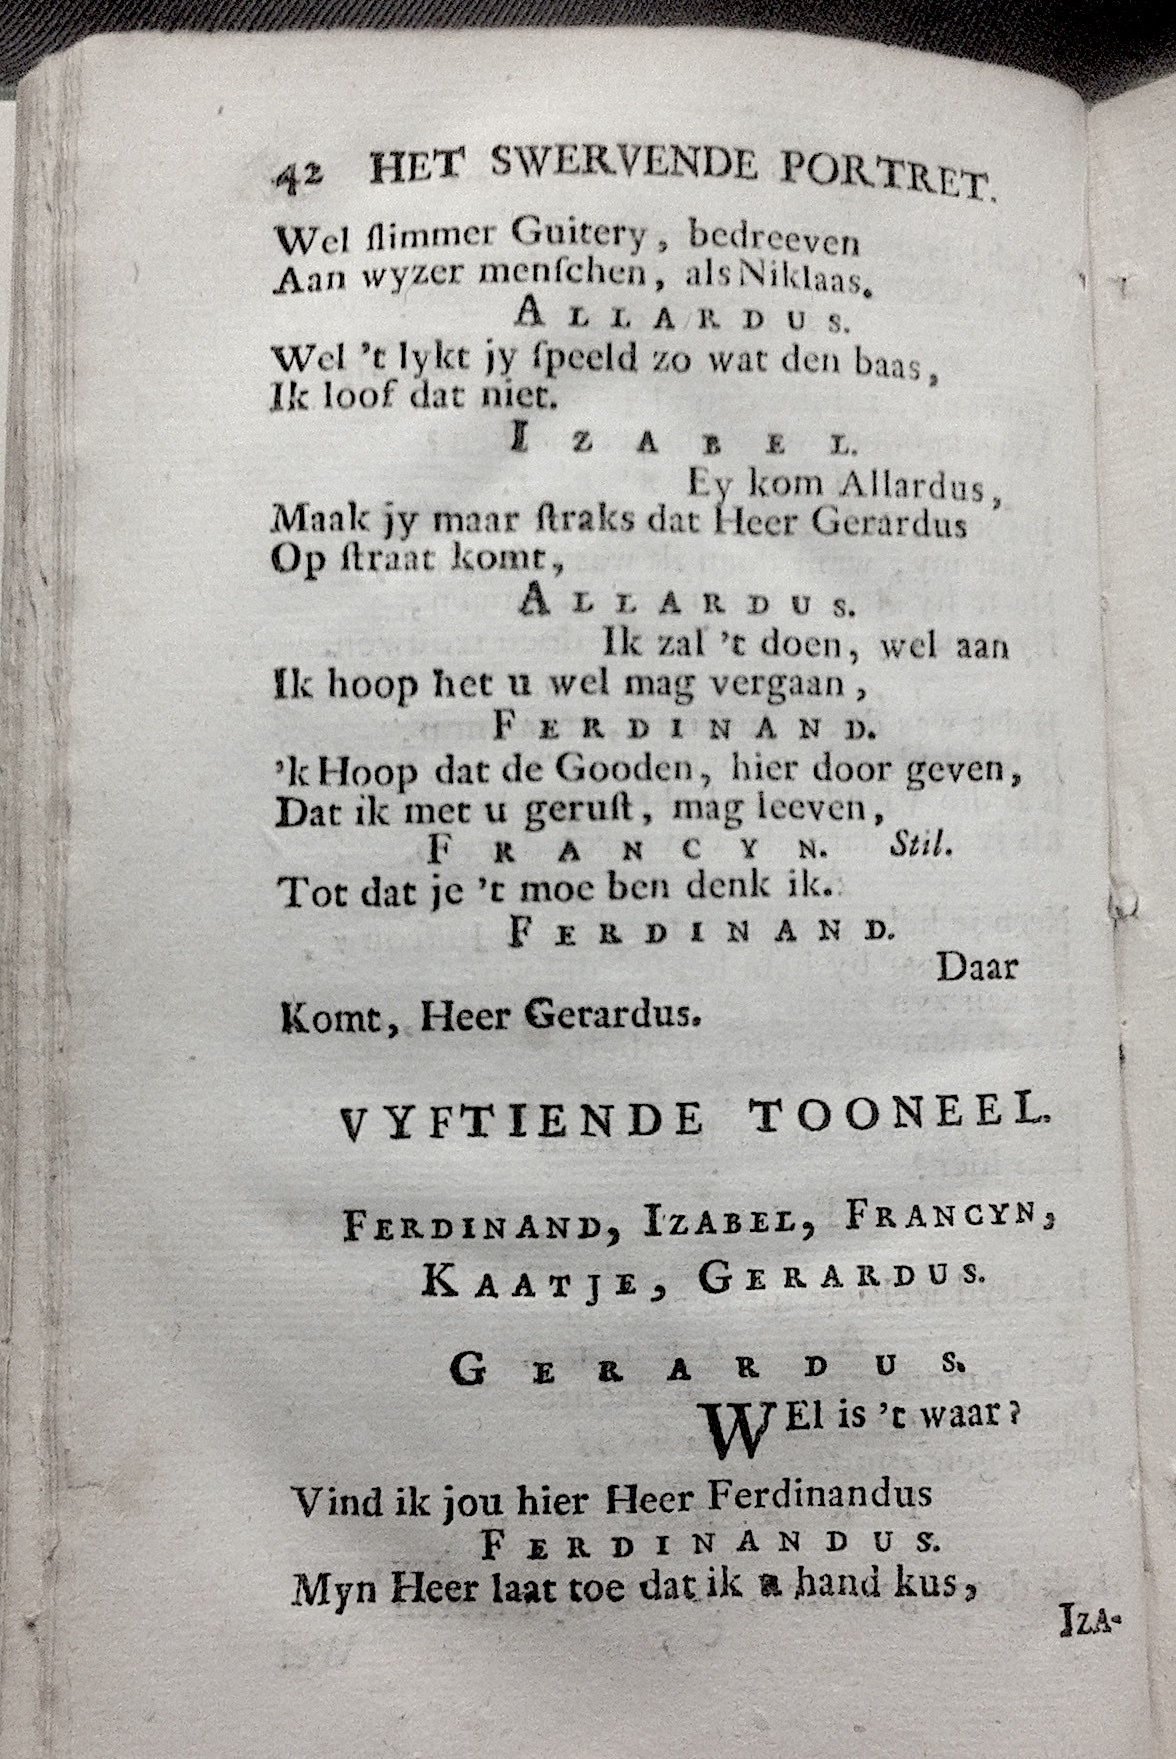 42 HET SWERVENDE PORTRET.
Wel ſlimmer Guitery, bedreeven
Aan wyzer menſchen, als Niklaas.
ALLARDUS.
Wel 't lykt jy ſpeeld zo wat den baas,
Ik loof dat niet.
IZABEL.
Ey kom Allardus,
Maak jy maar ſtraks dat Heer Gerardus
Op ſtraat komt,
ALLARDUS.
Ik zal 't doen, wel aan
Ik hoop het u wel mag vergaan,
FERDINAND.
'k Hoop dat de Gooden, hier door geven,
Dat ik met u geruſt, mag leeven,
FRANCYN. Stil.
Tot dat je 't moe ben denk ik.
FERDINAND.
Daar
Komt, Heer Gerardus.
VYFTIENDE TOONEEL.
FERDINAND, IZABEL, FRANCYN,
KAATJE, GERARDUS.
GERARDUS.
WEl is 't waar?
Vind ik jou hier Heer Ferdinandus
FERDINANDUS.
Myn Heer laat toe dat ik hand kus,
IZA-